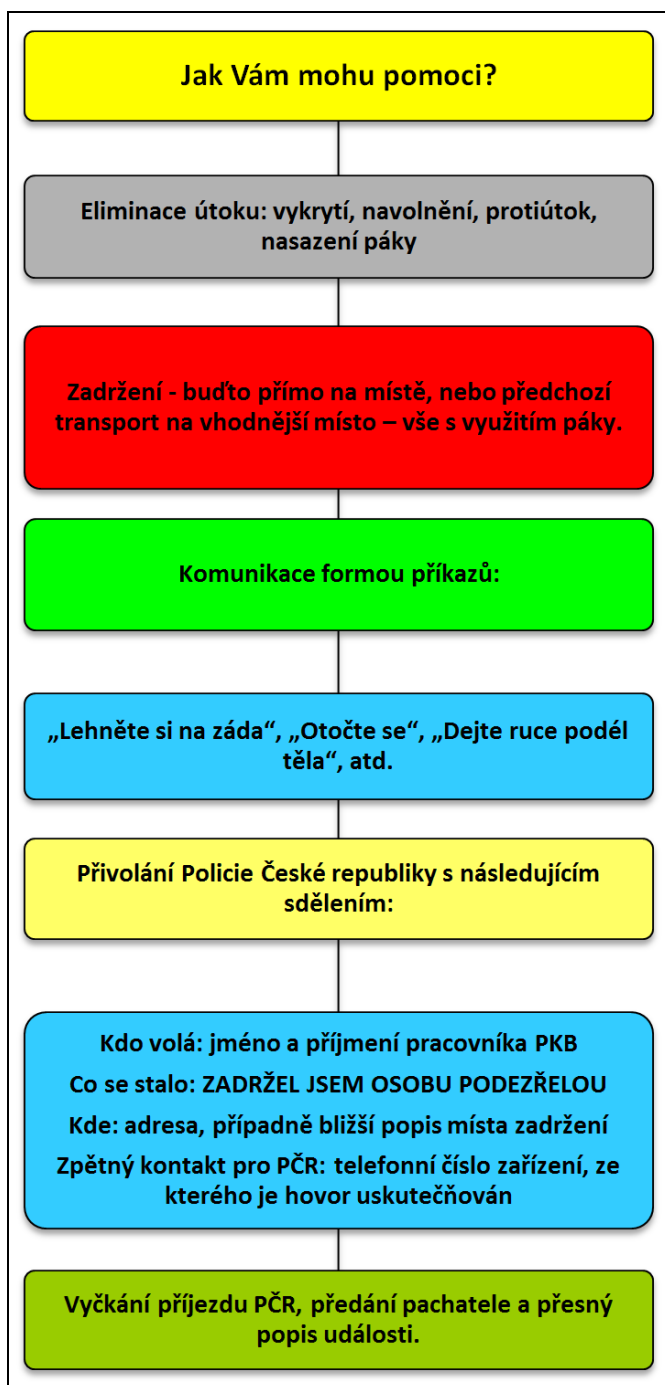 Jak Vám mohu pomoci?
Eliminace útoku: vykrytí, navolnění, protiútok,
nasazení páky
Zadržení - buďto přímo na místě, nebo předchozí
transport na vhodnější místo – vše s využitím páky.
Komunikace formou příkazů:
„Lehněte si na záda“, „Otočte se“, „Dejte ruce podél
těla“, atd.
Přivolání Policie České republiky s následujícím
sdělením:
Kdo volá: jméno a příjmení pracovníka PKB
Co se stalo: ZADRŽEL JSEM OSOBU PODEZŘELOU
Kde: adresa, případně bližší popis místa zadržení
Zpětný kontakt pro PČR: telefonní číslo zařízení, ze
kterého je hovor uskutečňován
Vyčkání příjezdu PČR, předání pachatele a přesný
popis události.